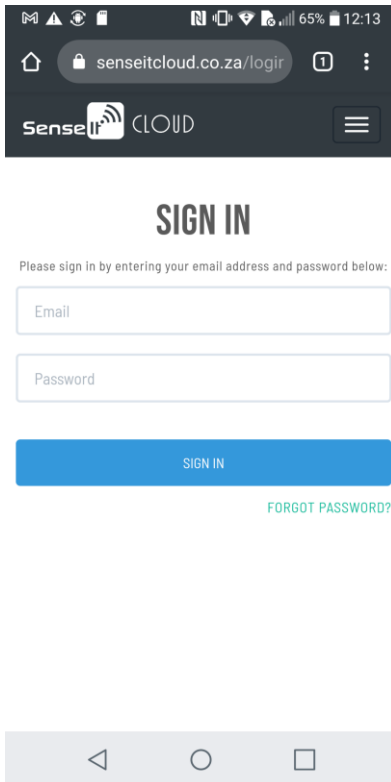 65% 12:13
senseitcloud.co.za/logir
1
Sense IT CLOUD
SIGN IN
Please sign in by entering your email address and password below:
Email
Password
SIGN IN
FORGOT PASSWORD?